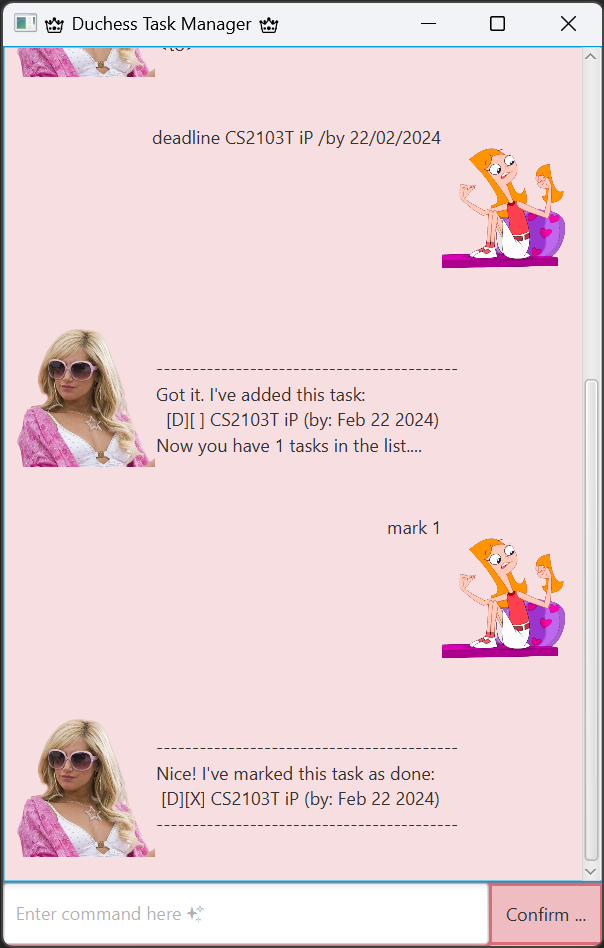 Duchess Task Manager
deadline CS2103T iP /by 22/02/2024
-----------------------------------------
Got it. I've added this task:
[D][ ] CS2103T iP (by: Feb 22 2024)
Now you have 1 tasks in the list....
mark 1
-----------------------------------------
Nice! I've marked this task as done:
[D][X] CS2103T iP (by: Feb 22 2024)
-----------------------------------------
Enter command here
Confirm ...